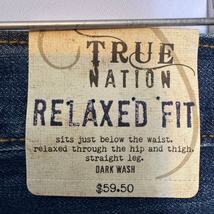 TRUE
NATION
RELAXED FIT
sits just below the waist.
relaxed through the hip and thigh.
straight leg.
DARK WASH
$59.50